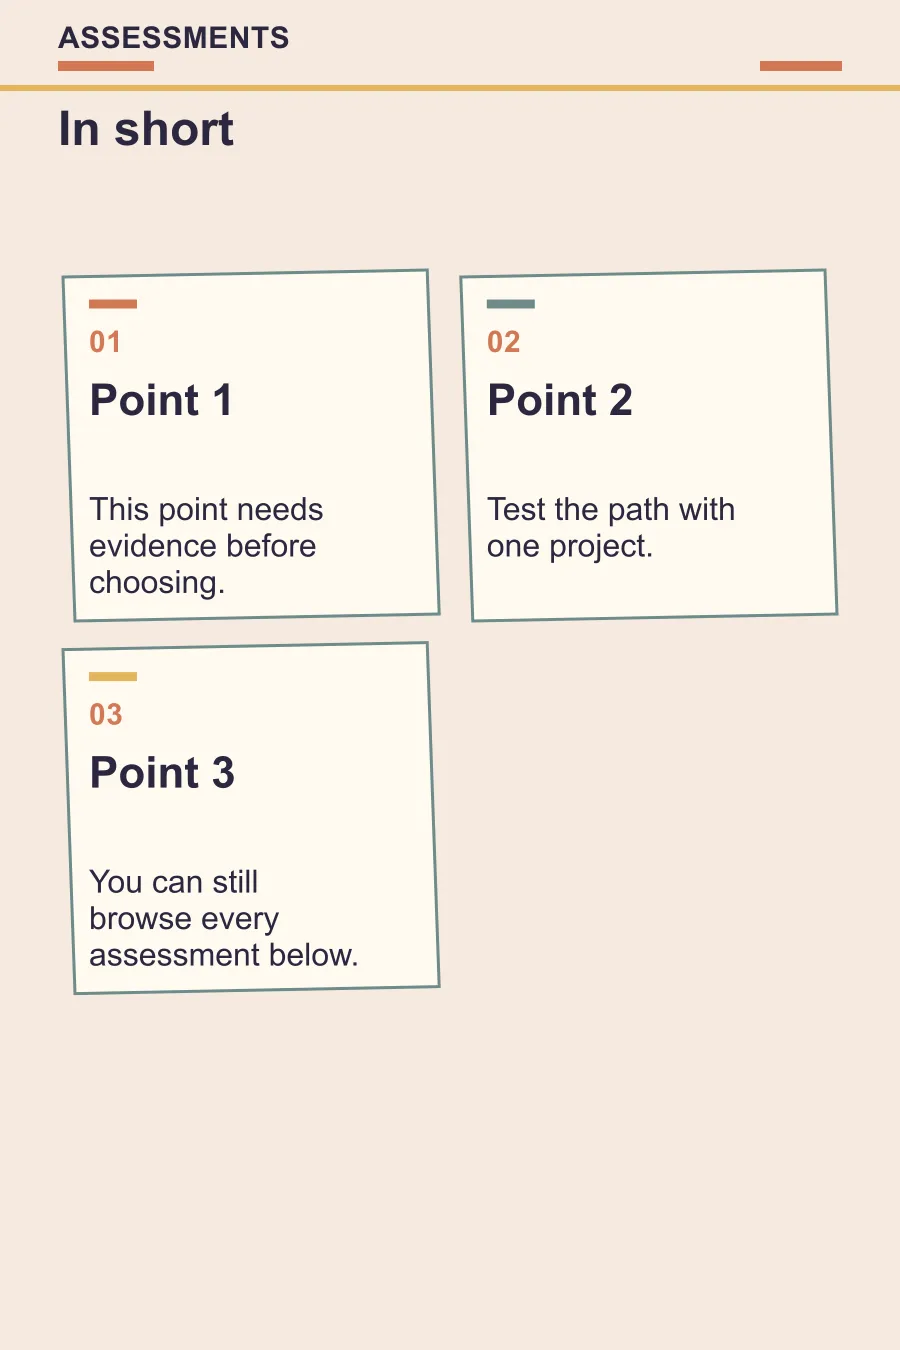 ASSESSMENTS
In short
01
Point 1
This point needs
evidence before
choosing.
02
Point 2
Test the path with
one project.
03
Point 3
You can still
browse every
assessment below.